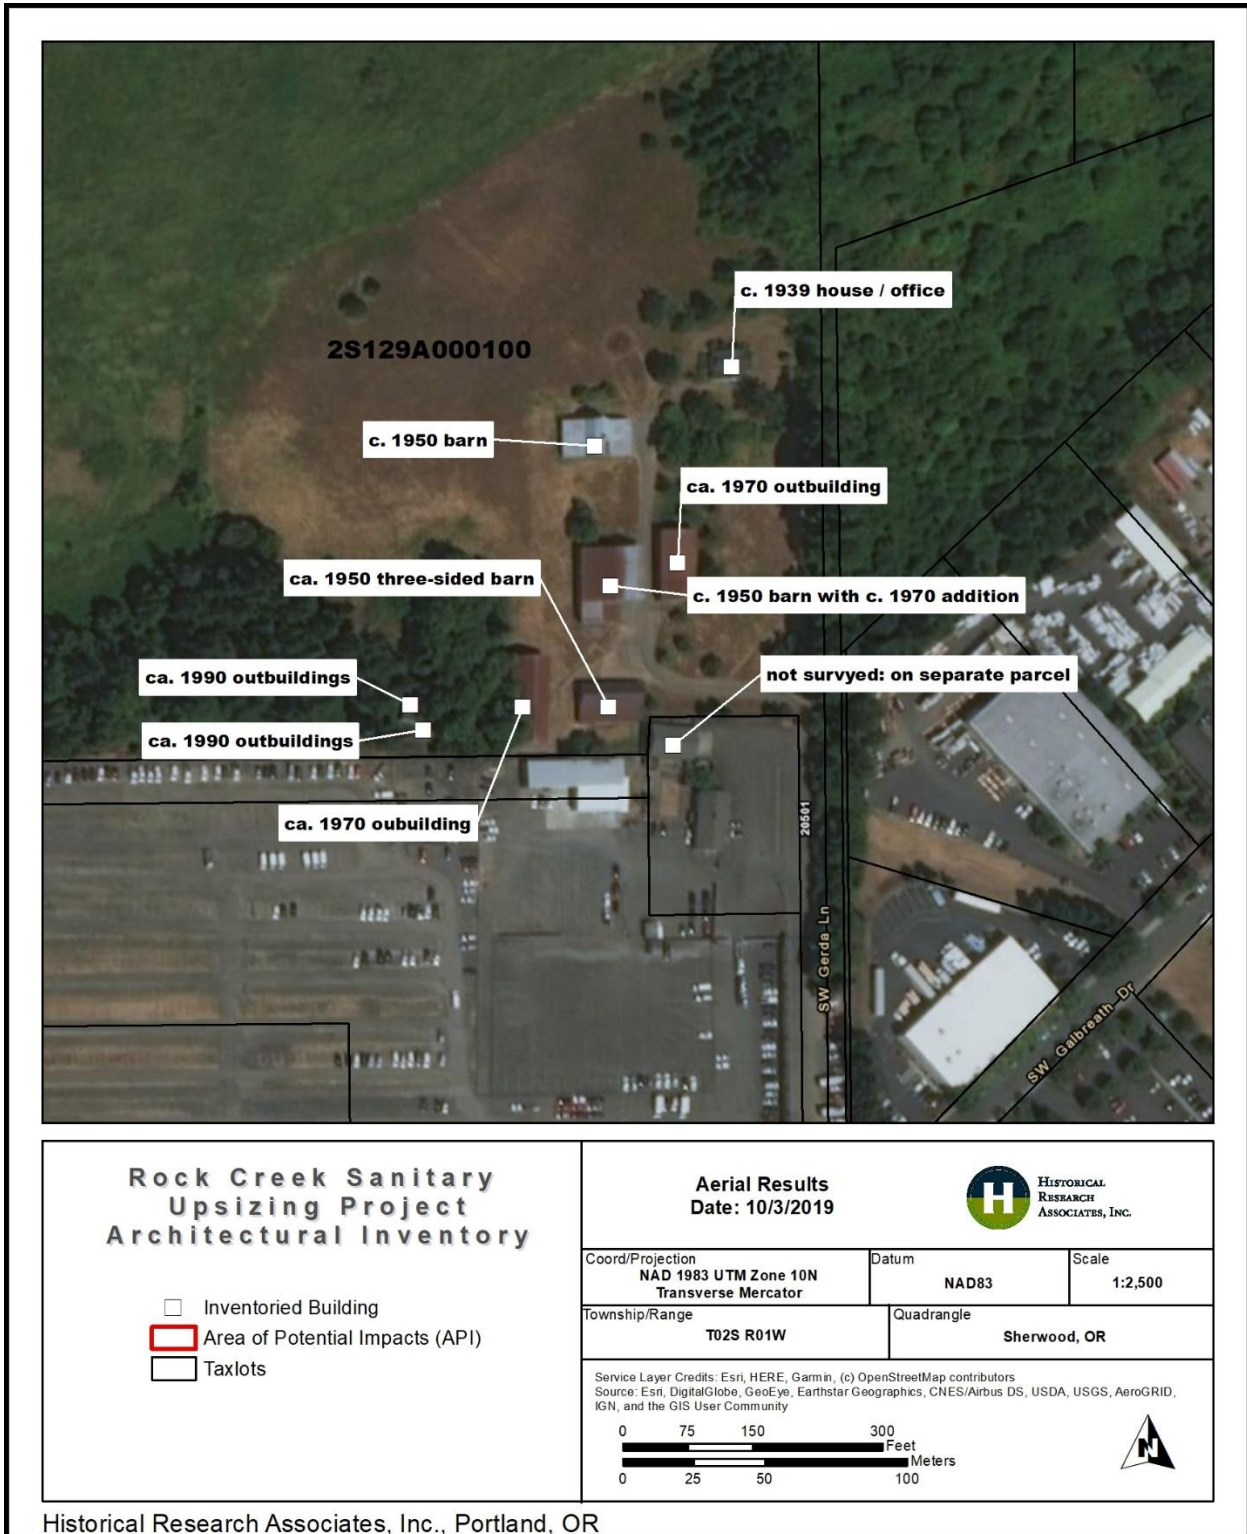 c. 1939 house / office
2S129A000100
c. 1950 barn
ca. 1970 outbuilding
ca. 1950 three-sided barn
c. 1950 barn with c. 1970 addition
ca. 1990 outbuildings
not survyed: on separate parcel
ca. 1990 outbuildings
ca. 1970 oubuilding
20501
SW Gerda Ln
SW Galbreath Dr
Rock Creek Sanitary
Upsizing Project
Architectural Inventory
Inventoried Building
Area of Potential Impacts (API)
Taxlots
Aerial Results
Date: 10/3/2019
H
HISTORICAL
RESEARCH
ASSOCIATES, INC.
Coord/Projection
NAD 1983 UTM Zone 10N
Transverse Mercator
Datum
NAD83
Scale
1:2,500
Township/Range
T02S R01W
Quadrangle
Sherwood, OR
Service Layer Credits: Esri, HERE, Garmin, (c) OpenStreetMap contributors
Source: Esri, DigitalGlobe, GeoEye, Earthstar Geographics, CNES/Airbus DS, USDA, USGS, AeroGRID,
IGN, and the GIS User Community
0 75 150 300
Feet
Meters
0 25 50 100
N
Historical Research Associates, Inc., Portland, OR